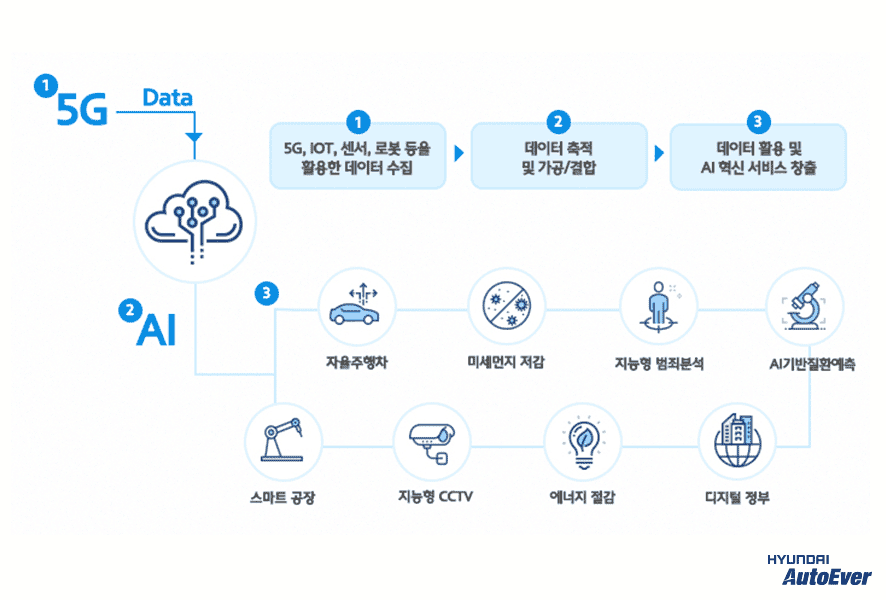 1
5G
Data
1
5G, IOT, 센서, 로봇 등을
활용한 데이터 수집
2
데이터 축적
및 가공/결합
3
데이터 활용 및
AI 혁신 서비스 창출
2
AI
3
자율주행차
미세먼지 저감
지능형 범죄분석
AI기반질환예측
스마트 공장
지능형 CCTV
에너지 절감
디지털 정부
HYUNDAI
AutoEver